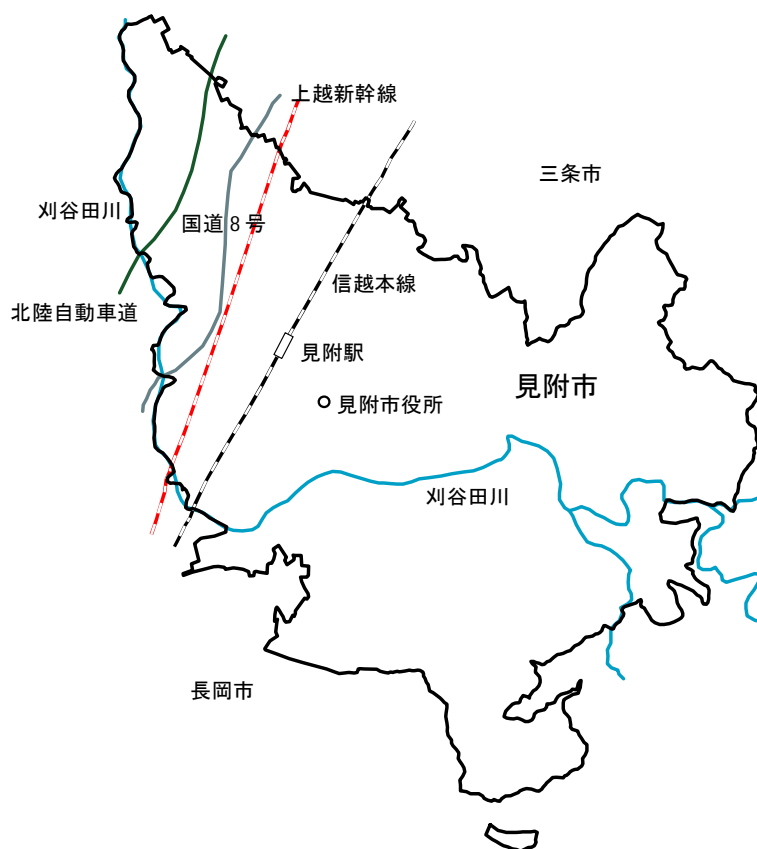 上越新幹線
三条市
刈谷田川
国道8号
信越本線
北陸自動車道
見附駅
見附市
見附市役所
刈谷田川
長岡市